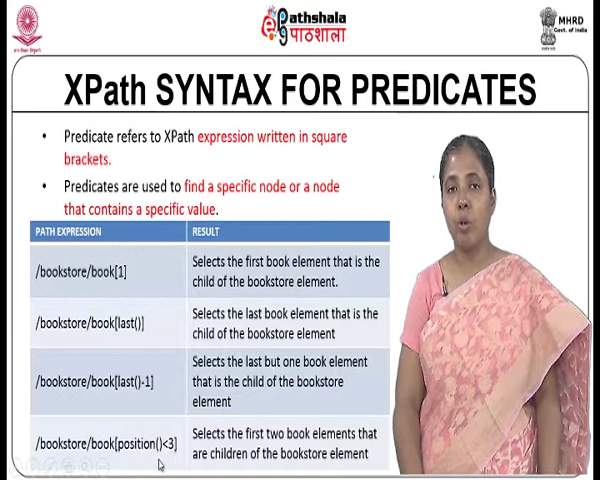 Pathshala
पाठशाला
MHRD
Govt. of India
XPath SYNTAX FOR PREDICATES
• Predicate refers to XPath expression written in square
brackets.
• Predicates are used to find a specific node or a node
that contains a specific value.
PATH EXPRESSION RESULT
/bookstore/book[1] Selects the first book element that is the
child of the bookstore element.
/bookstore/book[last()] Selects the last book element that is the
child of the bookstore element
/bookstore/book[last()-1] Selects the last but one book element
that is the child of the bookstore
element
/bookstore/book[position()<3] Selects the first two book elements that
are children of the bookstore element